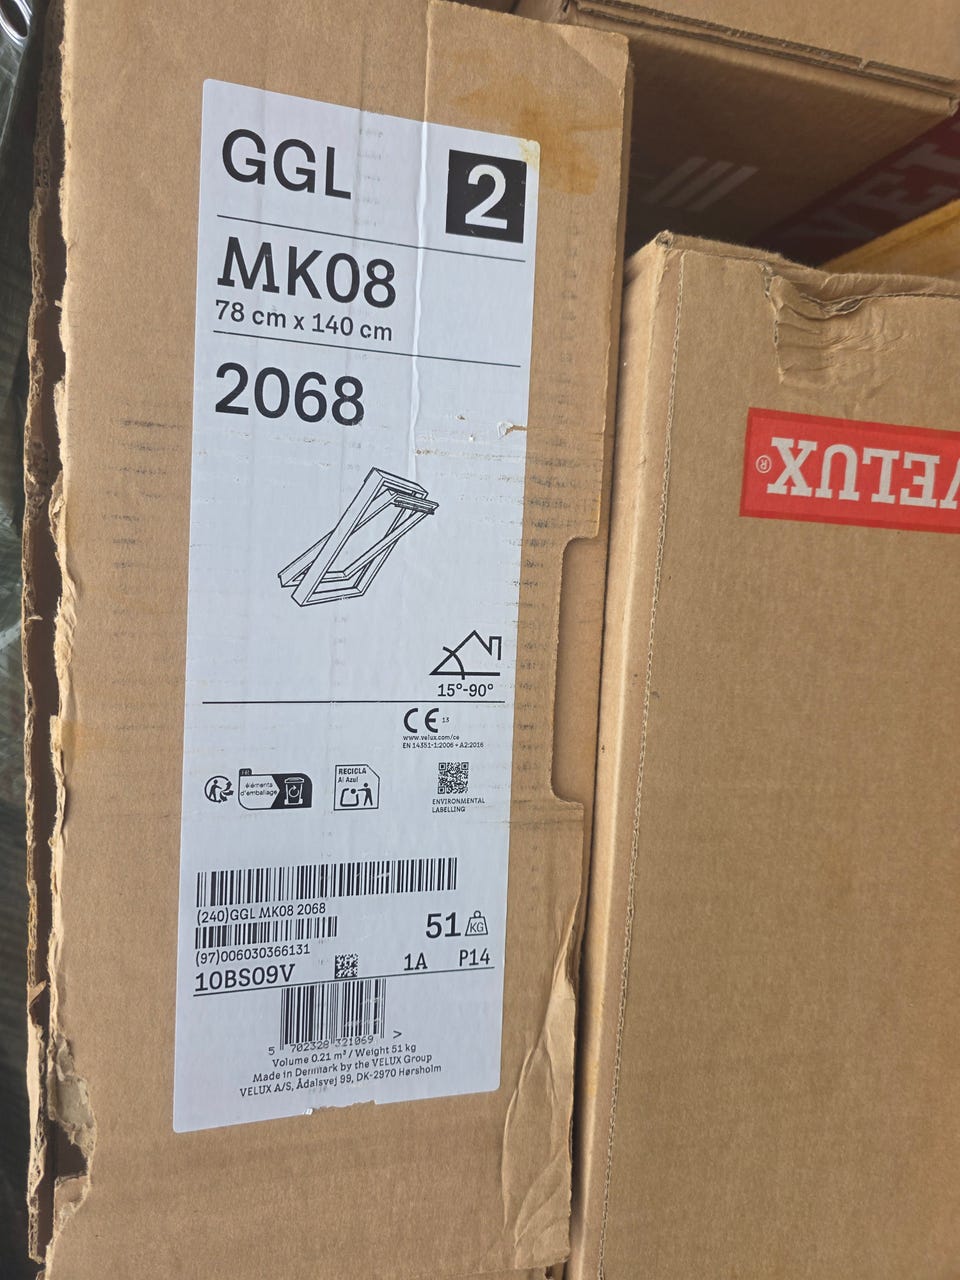 GGL
2
MK08
78 cm x 140 cm
2068
15°-90°
CE 13
www.velux.com/ce
EN 14351-1:2006 + A2:2016
FR
éléments
d'emballage
RECICLA
Al Azul
ENVIRONMENTAL
LABELLING
(240)GGL MK08 2068
51 KG
(97)006030366131
10BS09V
1A P14
5 702328 321069 >
Volume 0.21 m³ / Weight 51 kg
Made in Denmark by the VELUX Group
VELUX A/S, Ådalsvej 99, DK-2970 Hørsholm
VELUX®
VELUX